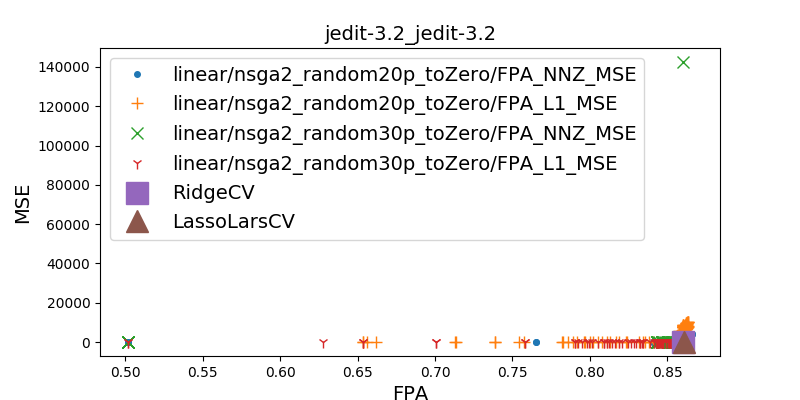 jedit-3.2_jedit-3.2
MSE
140000
120000
100000
80000
60000
40000
20000
0
linear/nsga2_random20p_toZero/FPA_NNZ_MSE
linear/nsga2_random20p_toZero/FPA_L1_MSE
linear/nsga2_random30p_toZero/FPA_NNZ_MSE
linear/nsga2_random30p_toZero/FPA_L1_MSE
RidgeCV
LassoLarsCV
0.50 0.55 0.60 0.65 0.70 0.75 0.80 0.85
FPA